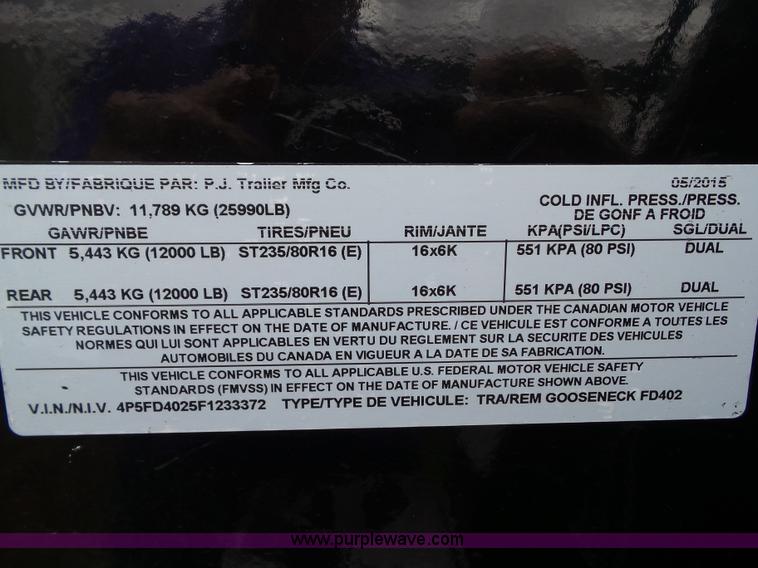 MFD BY/FABRIQUE PAR: P.J. Trailer Mfg Co. 05/2015
GVWR/PNBV: 11,789 KG (25990LB) COLD INFL. PRESS./PRESS. DE GONF A FROID
GAWR/PNBE TIRES/PNEU RIM/JANTE KPA(PSI/LPC) SGL/DUAL
FRONT 5,443 KG (12000 LB) ST235/80R16 (E) 16x6K 551 KPA (80 PSI) DUAL
REAR 5,443 KG (12000 LB) ST235/80R16 (E) 16x6K 551 KPA (80 PSI) DUAL
THIS VEHICLE CONFORMS TO ALL APPLICABLE STANDARDS PRESCRIBED UNDER THE CANADIAN MOTOR VEHICLE
SAFETY REGULATIONS IN EFFECT ON THE DATE OF MANUFACTURE. / CE VEHICULE EST CONFORME A TOUTES LES
NORMES QUI LUI SONT APPLICABLES EN VERTU DU REGLEMENT SUR LA SECURITE DES VEHICULES
AUTOMOBILES DU CANADA EN VIGUEUR A LA DATE DE SA FABRICATION.
THIS VEHICLE CONFORMS TO ALL APPLICABLE U.S. FEDERAL MOTOR VEHICLE SAFETY
STANDARDS (FMVSS) IN EFFECT ON THE DATE OF MANUFACTURE SHOWN ABOVE.
V.I.N./N.I.V. 4P5FD4025F1233372 TYPE/TYPE DE VEHICULE: TRA/REM GOOSENECK FD402
www.purplewave.com